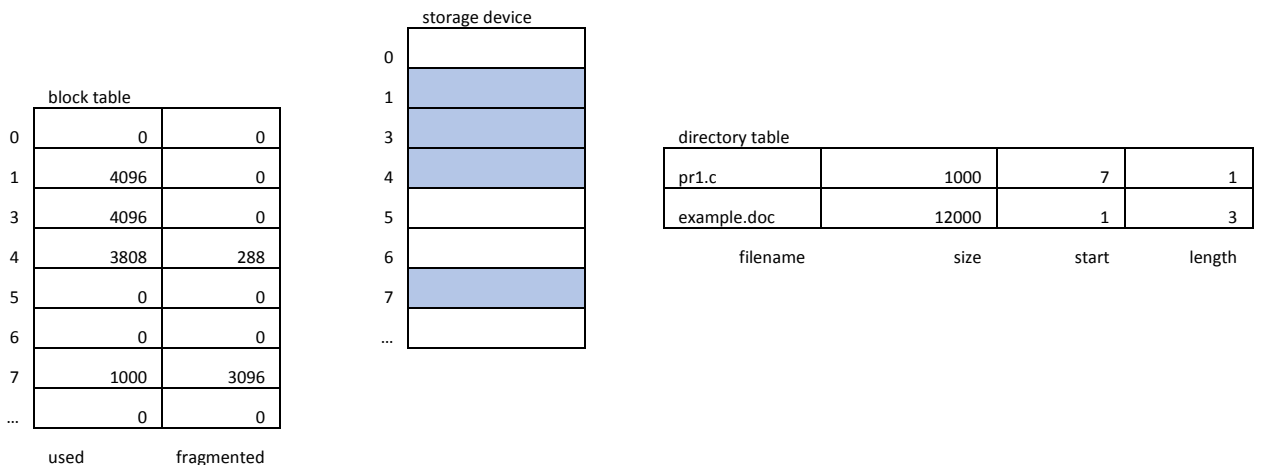 storage device
0
1
3
4
5
6
7
...
block table
0 0 0
1 4096 0
3 4096 0
4 3808 288
5 0 0
6 0 0
7 1000 3096
... 0 0
used fragmented
directory table
pr1.c 1000 7 1
example.doc 12000 1 3
filename size start length